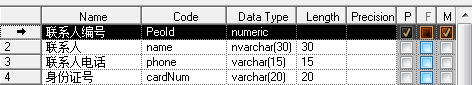 Name Code Data Type Length Precision P F M
联系人编号 PeoId numeric
2 联系人 name nvarchar(30) 30
3 联系人电话 phone varchar(15) 15
4 身份证号 cardNum varchar(20) 20